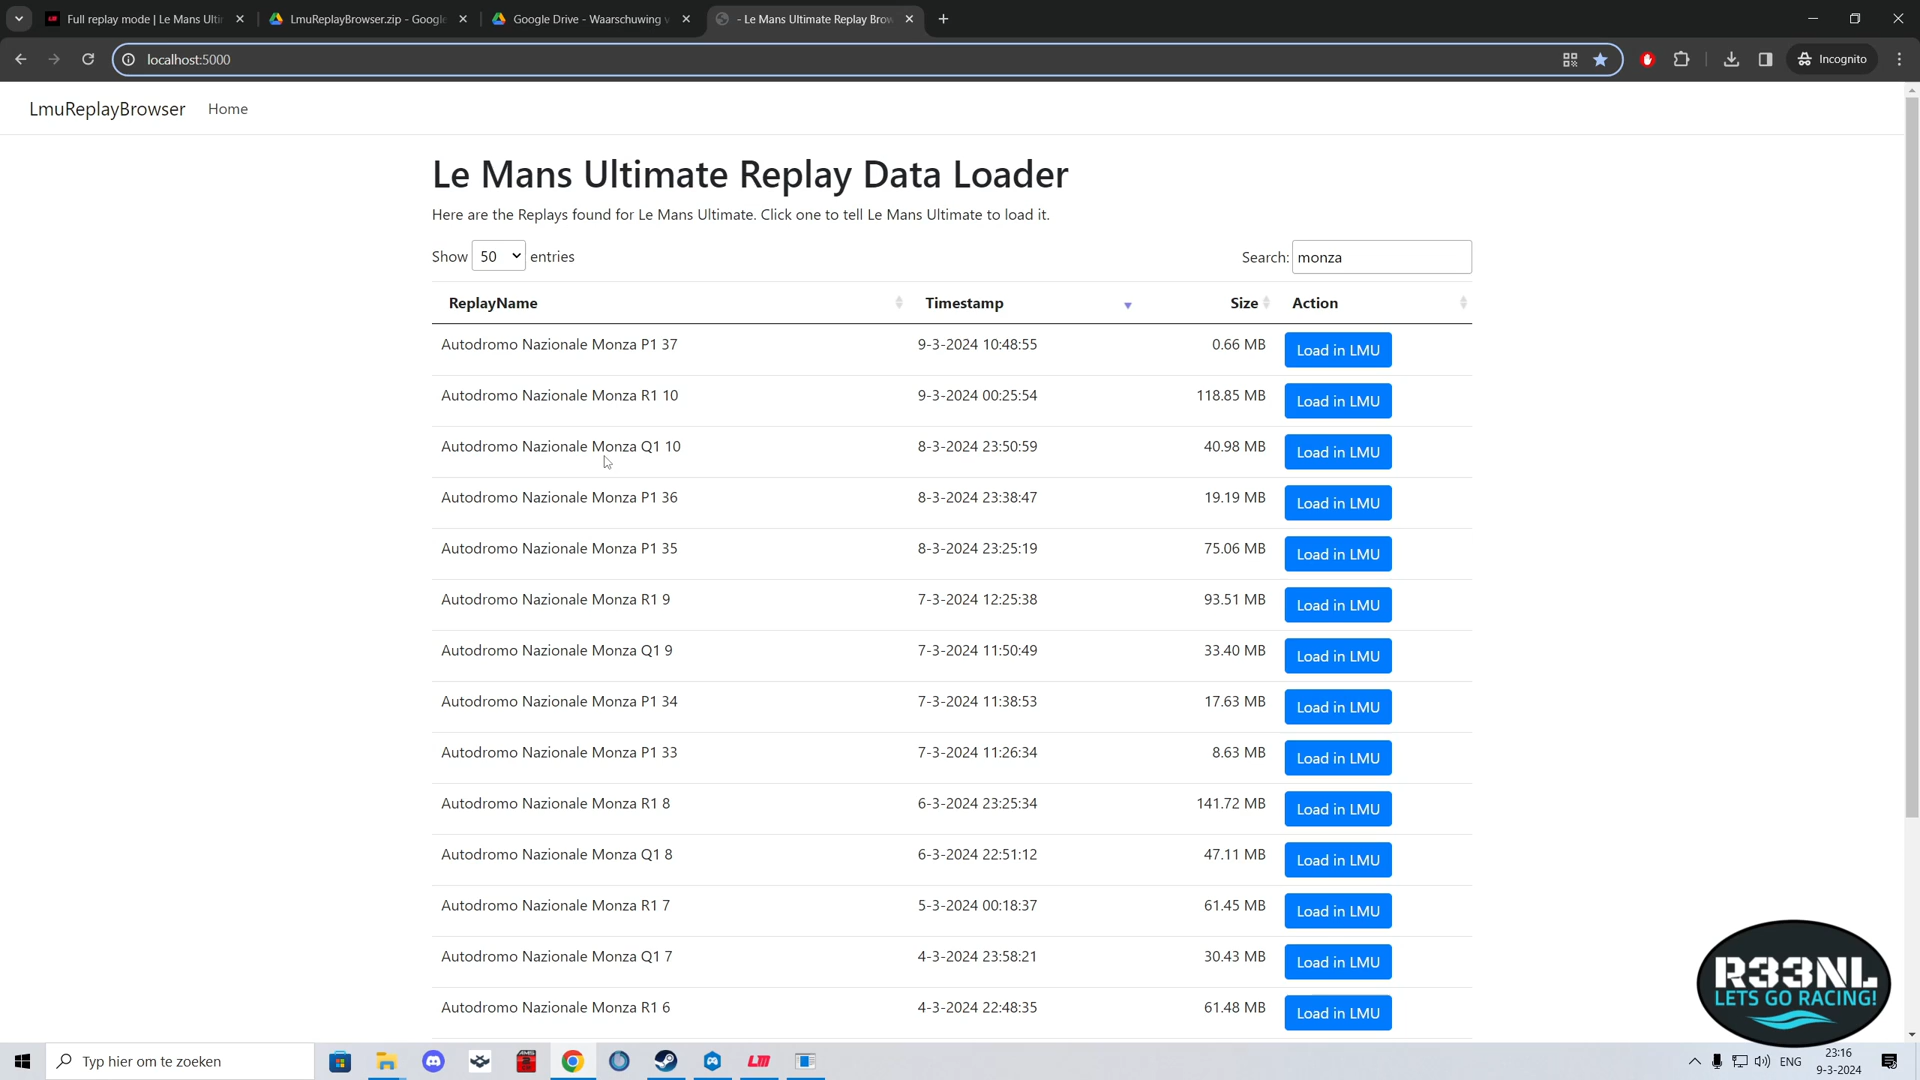 Full replay mode | Le Mans Ulti
LmuReplayBrowser.zip - Google
Google Drive - Waarschuwing v
- Le Mans Ultimate Replay Brow
localhost:5000
Incognito
LmuReplayBrowser Home
Le Mans Ultimate Replay Data Loader
Here are the Replays found for Le Mans Ultimate. Click one to tell Le Mans Ultimate to load it.
Show 50 entries Search: monza
ReplayName Timestamp Size Action
Autodromo Nazionale Monza P1 37 9-3-2024 10:48:55 0.66 MB Load in LMU
Autodromo Nazionale Monza R1 10 9-3-2024 00:25:54 118.85 MB Load in LMU
Autodromo Nazionale Monza Q1 10 8-3-2024 23:50:59 40.98 MB Load in LMU
Autodromo Nazionale Monza P1 36 8-3-2024 23:38:47 19.19 MB Load in LMU
Autodromo Nazionale Monza P1 35 8-3-2024 23:25:19 75.06 MB Load in LMU
Autodromo Nazionale Monza R1 9 7-3-2024 12:25:38 93.51 MB Load in LMU
Autodromo Nazionale Monza Q1 9 7-3-2024 11:50:49 33.40 MB Load in LMU
Autodromo Nazionale Monza P1 34 7-3-2024 11:38:53 17.63 MB Load in LMU
Autodromo Nazionale Monza P1 33 7-3-2024 11:26:34 8.63 MB Load in LMU
Autodromo Nazionale Monza R1 8 6-3-2024 23:25:34 141.72 MB Load in LMU
Autodromo Nazionale Monza Q1 8 6-3-2024 22:51:12 47.11 MB Load in LMU
Autodromo Nazionale Monza R1 7 5-3-2024 00:18:37 61.45 MB Load in LMU
Autodromo Nazionale Monza Q1 7 4-3-2024 23:58:21 30.43 MB Load in LMU
Autodromo Nazionale Monza R1 6 4-3-2024 22:48:35 61.48 MB Load in LMU
R33NL
LETS GO RACING!
Typ hier om te zoeken
ENG
23:16
9-3-2024